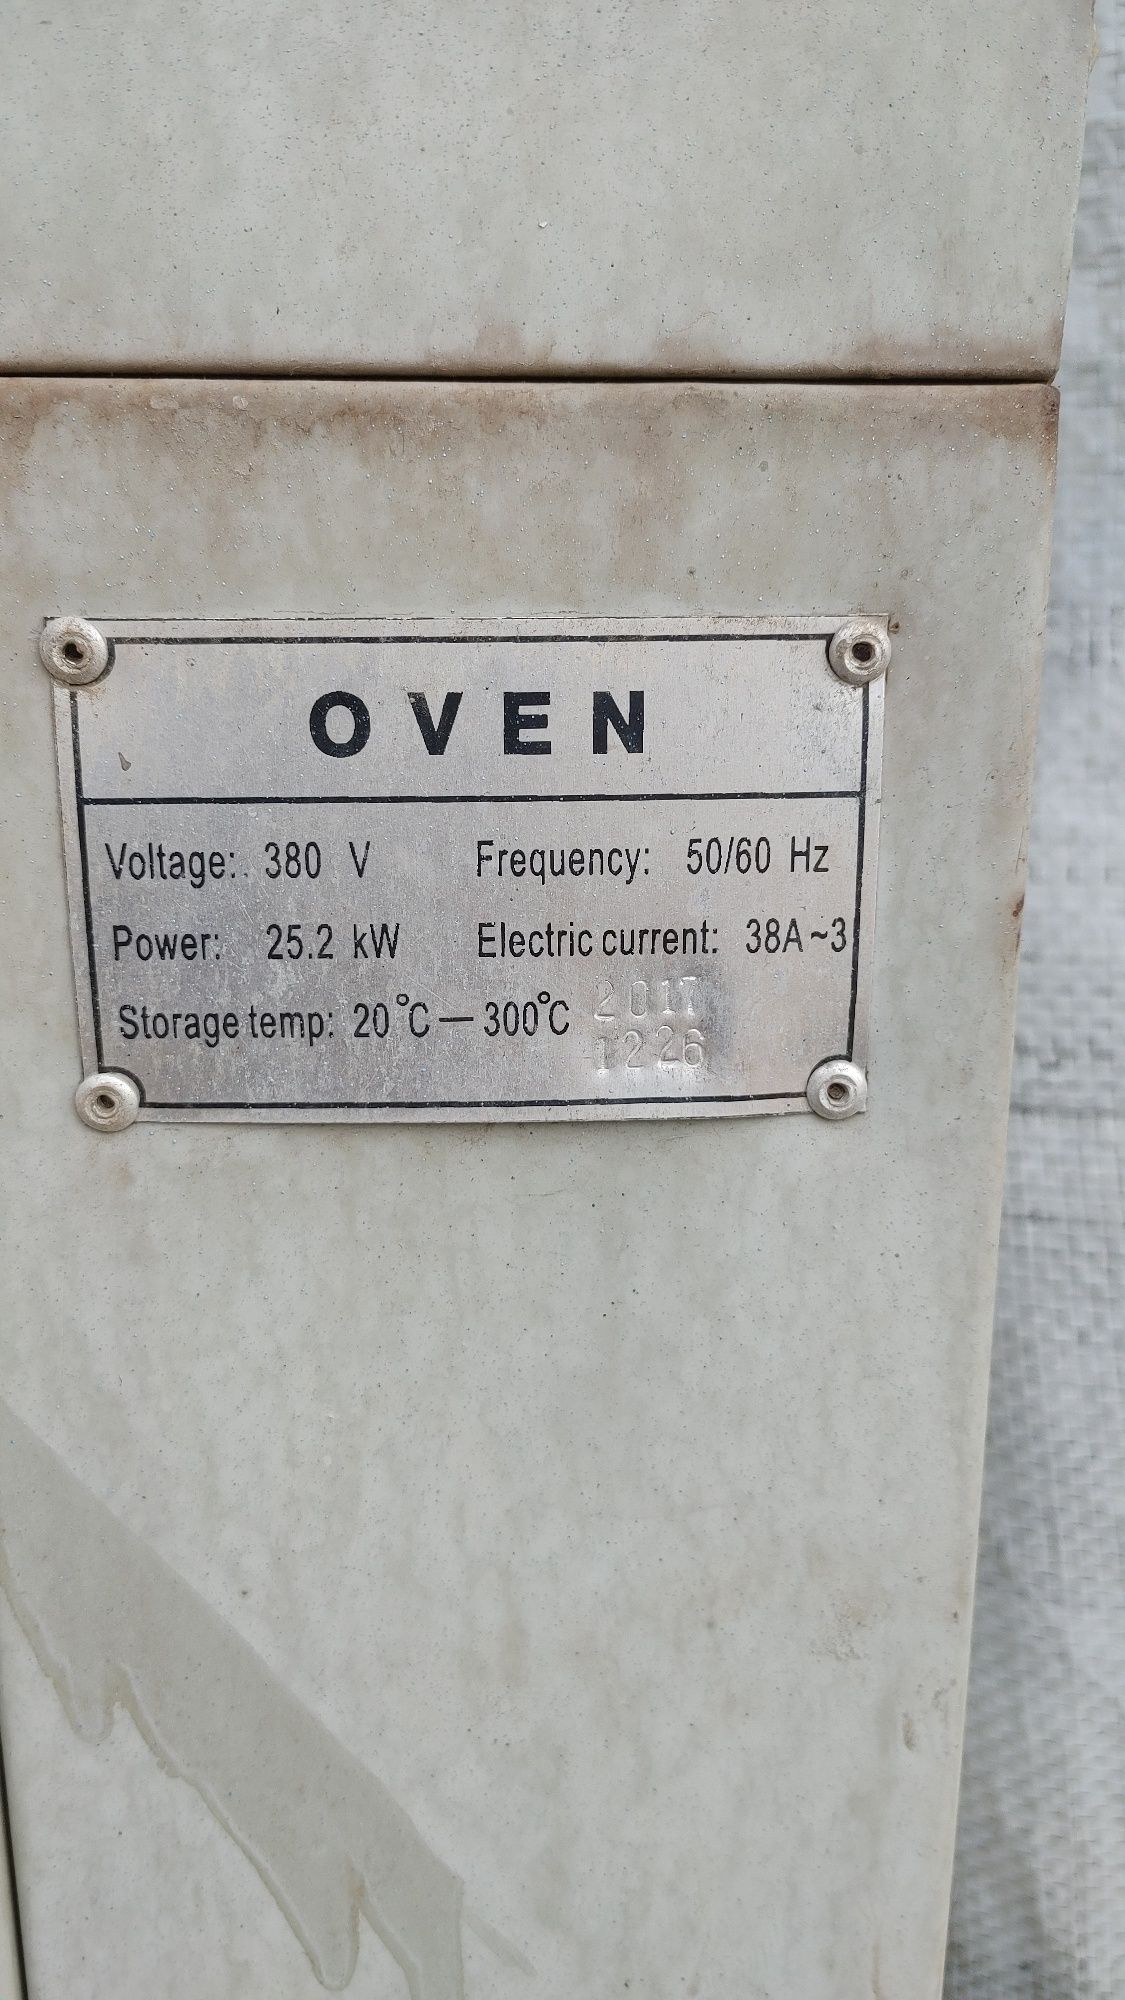 OVEN
Voltage: 380 V Frequency: 50/60 Hz
Power: 25.2 kW Electric current: 38A~3
Storage temp: 20°C — 300°C
2017
1226